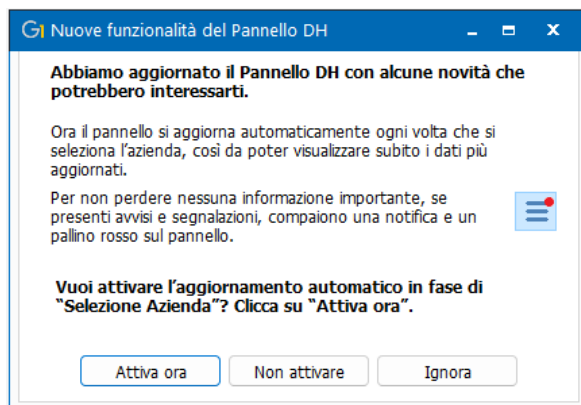 G1 Nuove funzionalità del Pannello DH
Abbiamo aggiornato il Pannello DH con alcune novità che
potrebbero interessarti.
Ora il pannello si aggiorna automaticamente ogni volta che si
seleziona l’azienda, così da poter visualizzare subito i dati più
aggiornati.
Per non perdere nessuna informazione importante, se
presenti avvisi e segnalazioni, compaiono una notifica e un
pallino rosso sul pannello.
Vuoi attivare l’aggiornamento automatico in fase di
“Selezione Azienda”? Clicca su “Attiva ora”.
Attiva ora Non attivare Ignora